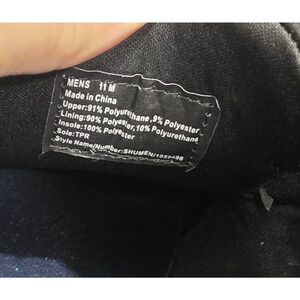 MENS 11 M
Made in China
Upper:91% Polyurethane,9% Polyester
Lining:90% Polyester,10% Polyurethane
Insole:100% Polyester
Sole:TPR
Style Name/Number:SHUMEN/1050498